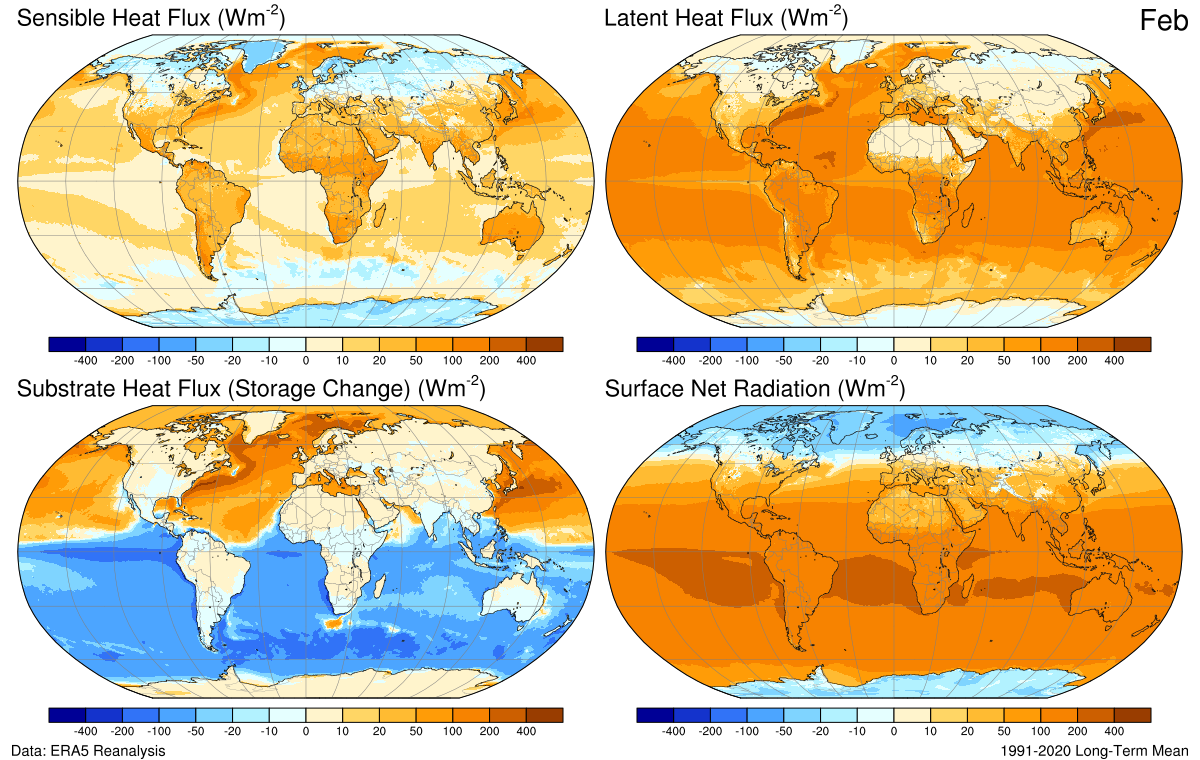 Sensible Heat Flux (Wm-2)
Latent Heat Flux (Wm-2)
Feb
-400 -200 -100 -50 -20 -10 0 10 20 50 100 200 400
-400 -200 -100 -50 -20 -10 0 10 20 50 100 200 400
Substrate Heat Flux (Storage Change) (Wm-2)
Surface Net Radiation (Wm-2)
-400 -200 -100 -50 -20 -10 0 10 20 50 100 200 400
-400 -200 -100 -50 -20 -10 0 10 20 50 100 200 400
Data: ERA5 Reanalysis
1991-2020 Long-Term Mean